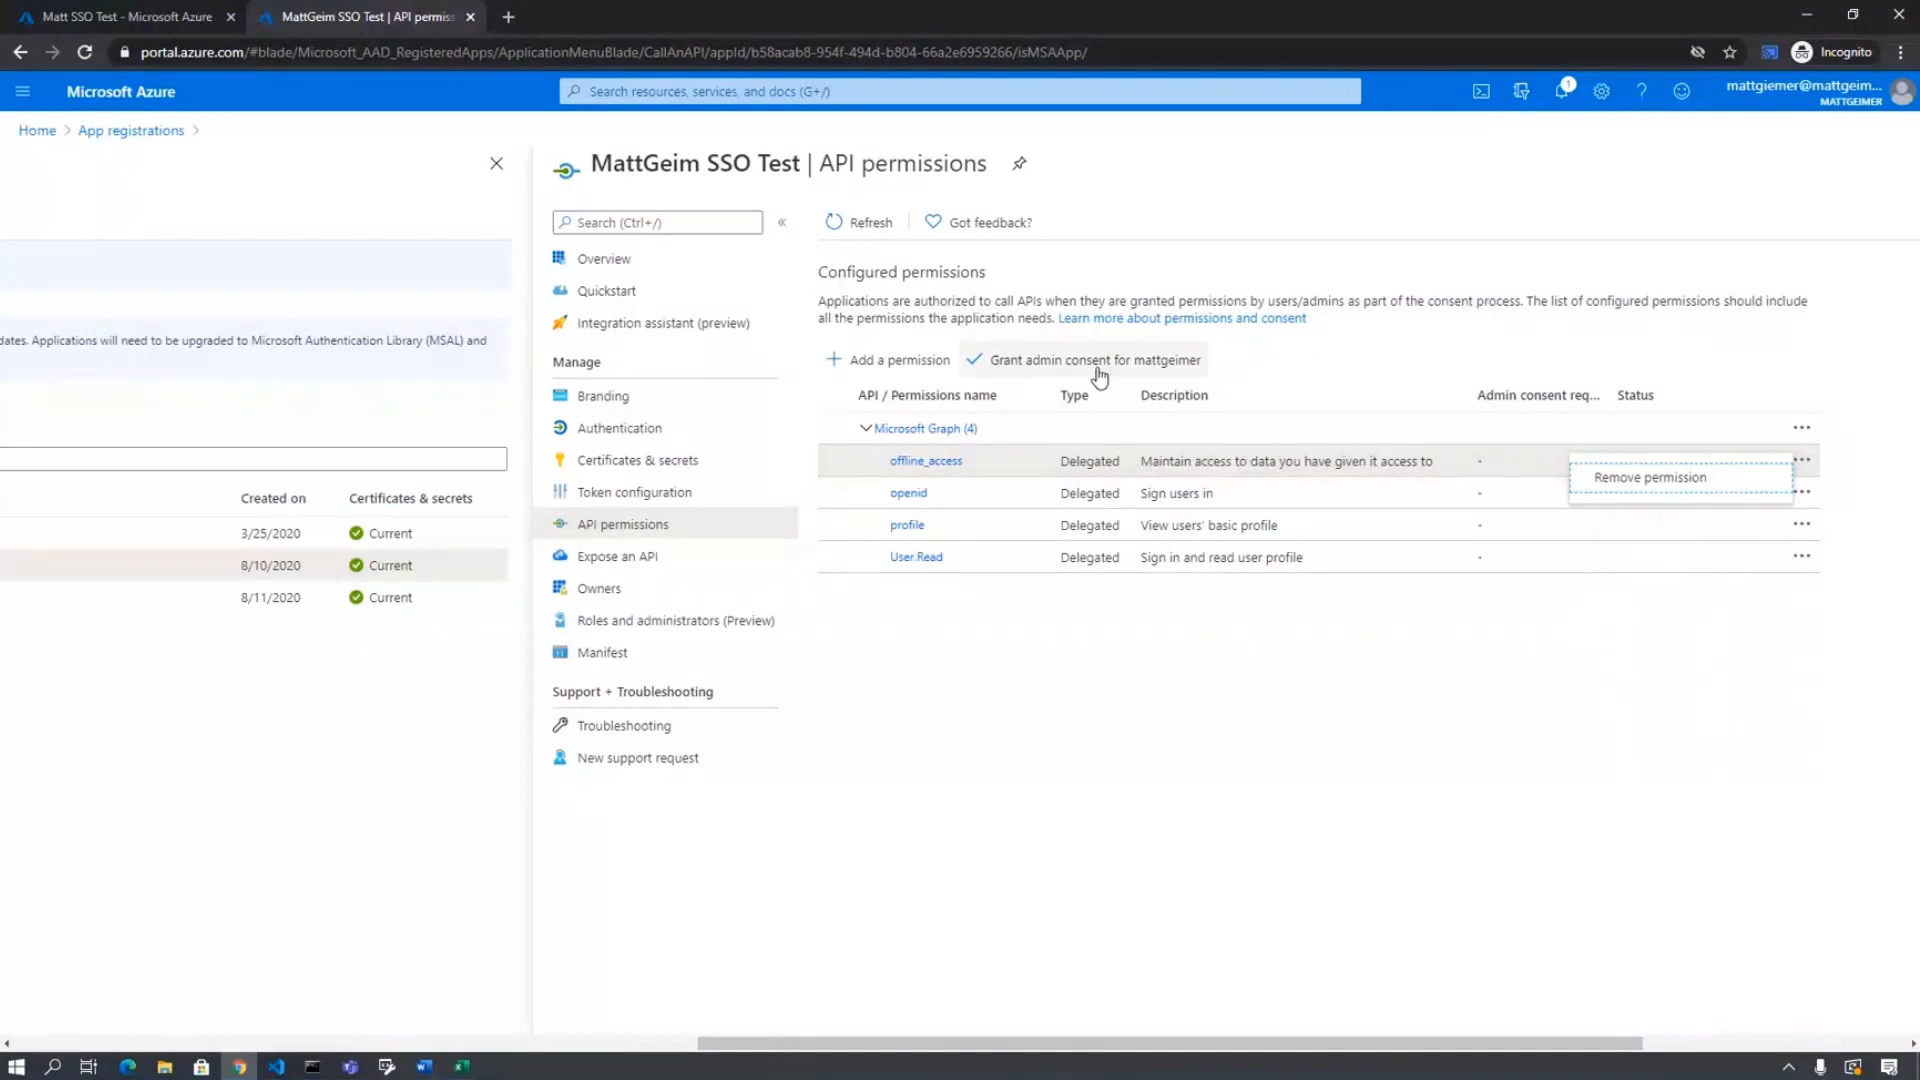 Matt SSO Test - Microsoft Azure
MattGeim SSO Test | API permiss
portal.azure.com/#blade/Microsoft_AAD_RegisteredApps/ApplicationMenuBlade/CallAnAPI/appId/b58acab8-954f-494d-b804-66a2e6959266/isMSAApp/
Incognito
Microsoft Azure
Search resources, services, and docs (G+/)
1
mattgiemer@mattgeim...
MATTGEIMER
Home > App registrations >
MattGeim SSO Test | API permissions
Search (Ctrl+/)
«
Refresh
Got feedback?
Overview
Quickstart
Integration assistant (preview)
Manage
Branding
Authentication
Certificates & secrets
Token configuration
API permissions
Expose an API
Owners
Roles and administrators (Preview)
Manifest
Support + Troubleshooting
Troubleshooting
New support request
dates. Applications will need to be upgraded to Microsoft Authentication Library (MSAL) and
Created on Certificates & secrets
3/25/2020 Current
8/10/2020 Current
8/11/2020 Current
Configured permissions
Applications are authorized to call APIs when they are granted permissions by users/admins as part of the consent process. The list of configured permissions should include
all the permissions the application needs. Learn more about permissions and consent
Add a permission
Grant admin consent for mattgeimer
API / Permissions name Type Description Admin consent req... Status
Microsoft Graph (4) ...
offline_access Delegated Maintain access to data you have given it access to - ...
Remove permission
openid Delegated Sign users in - ...
profile Delegated View users' basic profile - ...
User.Read Delegated Sign in and read user profile - ...